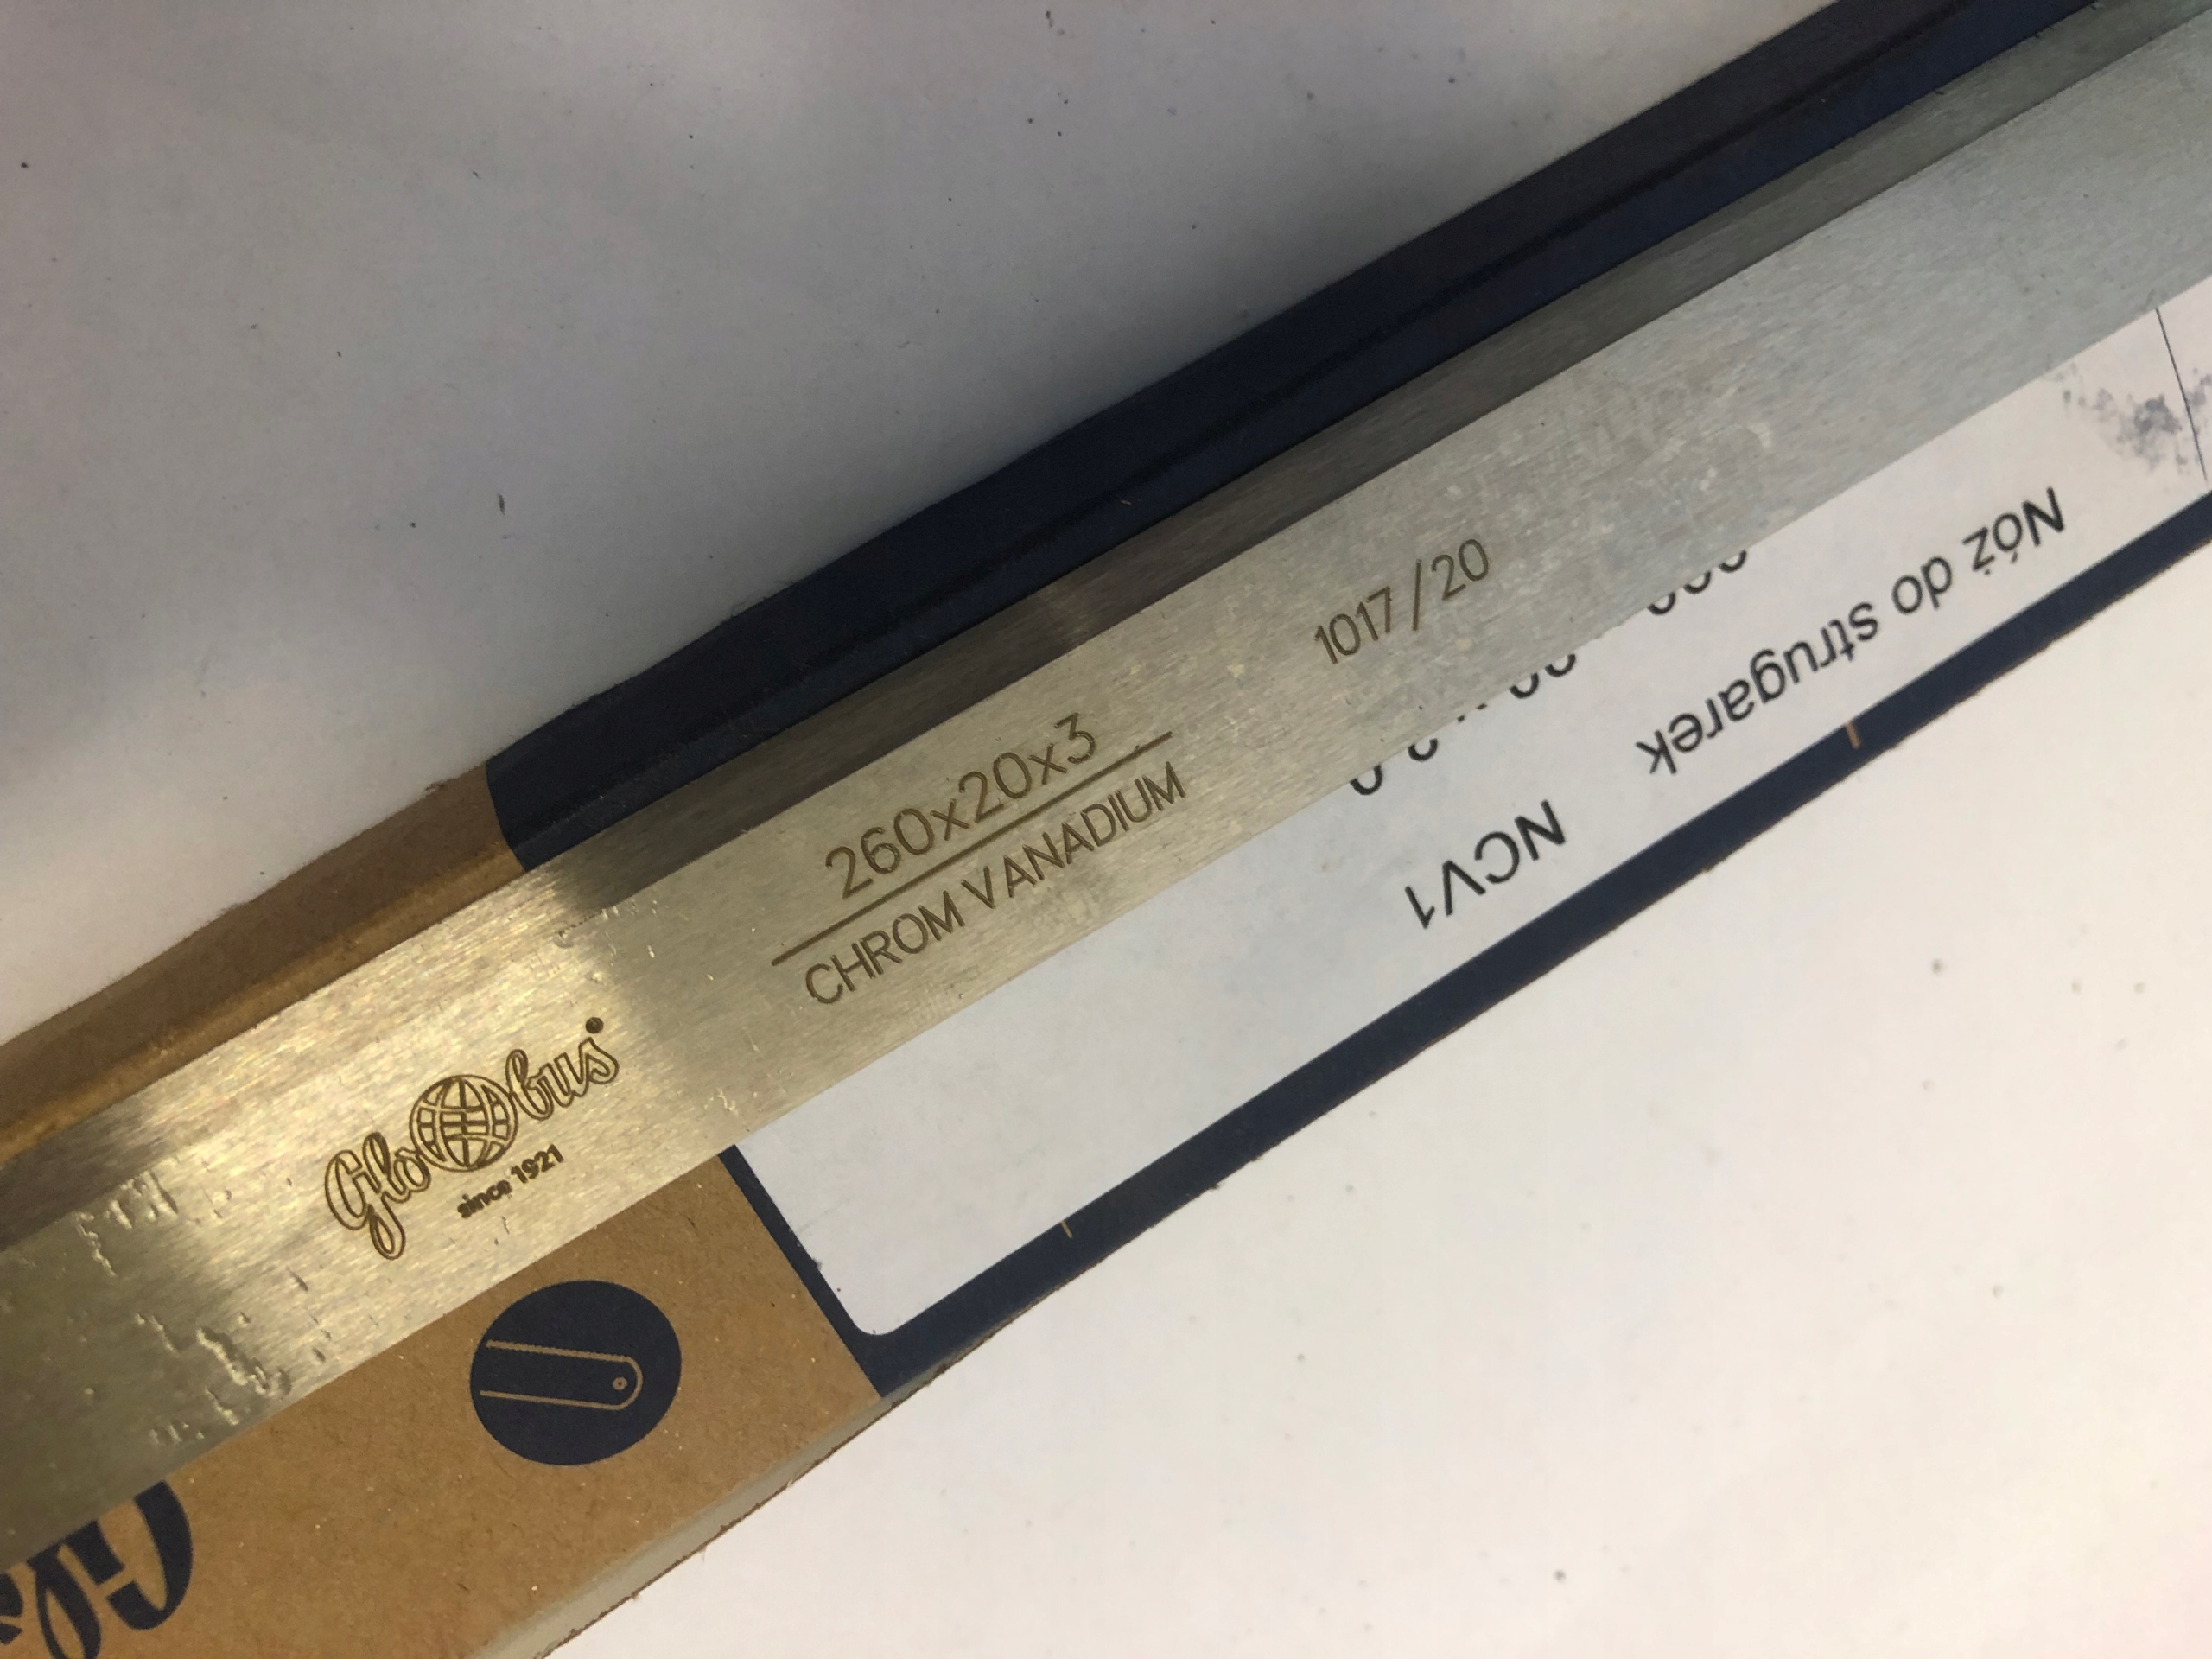 Globus
since 1921
260x20x3
CHROM VANADIUM
1017/20
Nóż do strugarek
NCV1